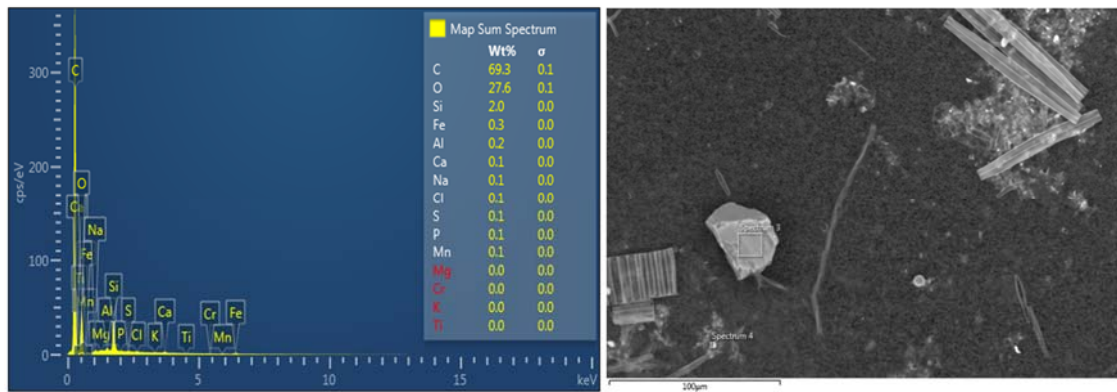 Map Sum Spectrum
Wt% σ
C 69.3 0.1
O 27.6 0.1
Si 2.0 0.0
Fe 0.3 0.0
Al 0.2 0.0
Ca 0.1 0.0
Na 0.1 0.0
Cl 0.1 0.0
S 0.1 0.0
P 0.1 0.0
Mn 0.1 0.0
Mg 0.0 0.0
Cr 0.0 0.0
K 0.0 0.0
Ti 0.0 0.0
cps/eV
300
200
100
0
C
O
Ca
Na
Fe
Mn
Si
Al
S
Ca
Cr
Fe
Mg
P
Cl
K
Ti
Mn
0 5 10 15 keV
Spectrum 3
Spectrum 4
100µm